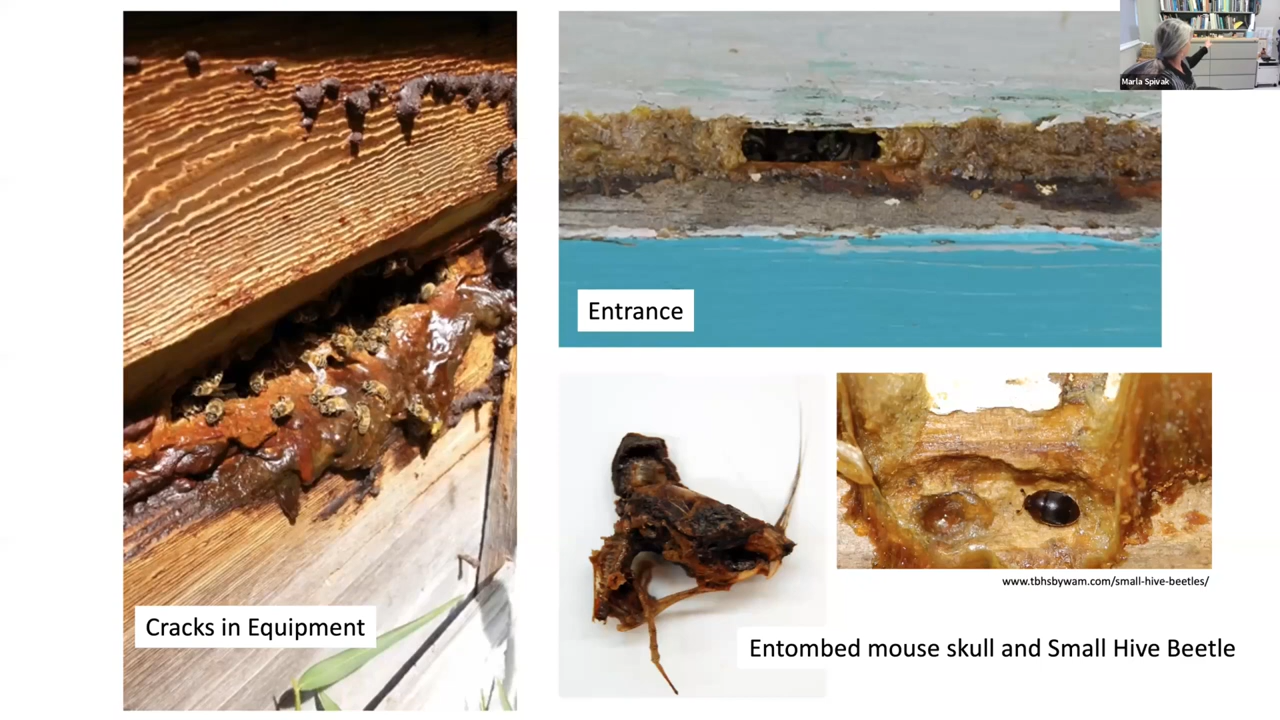 Marla Spivak
Entrance
www.tbhsbywam.com/small-hive-beetles/
Cracks in Equipment
Entombed mouse skull and Small Hive Beetle